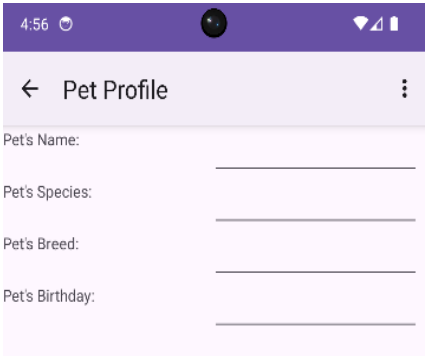 4:56
Pet Profile
Pet's Name:
Pet's Species:
Pet's Breed:
Pet's Birthday: